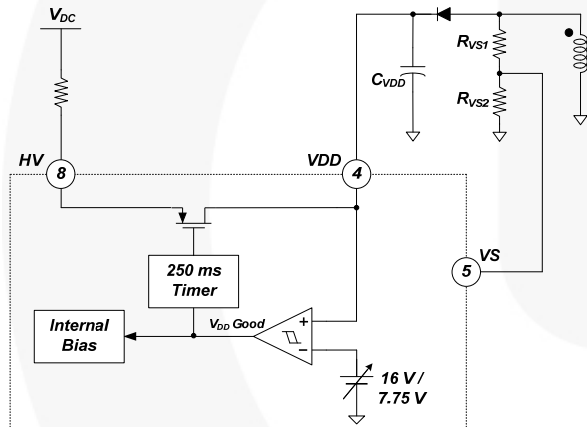 VDC
RVS1
CVDD
RVS2
HV
8
VDD
4
VS
5
250 ms
Timer
Internal
Bias
VDD Good
+
−
16 V /
7.75 V